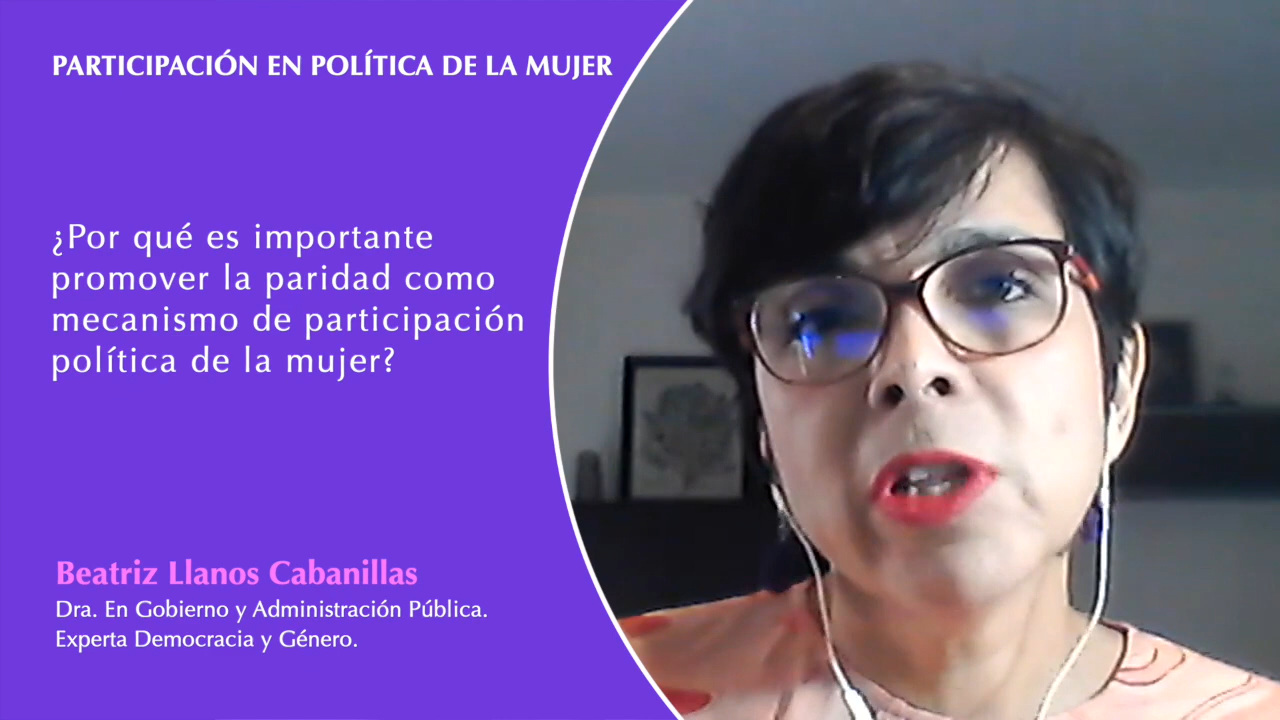 PARTICIPACIÓN EN POLÍTICA DE LA MUJER
¿Por qué es importante
promover la paridad como
mecanismo de participación
política de la mujer?
Beatriz Llanos Cabanillas
Dra. En Gobierno y Administración Pública.
Experta Democracia y Género.